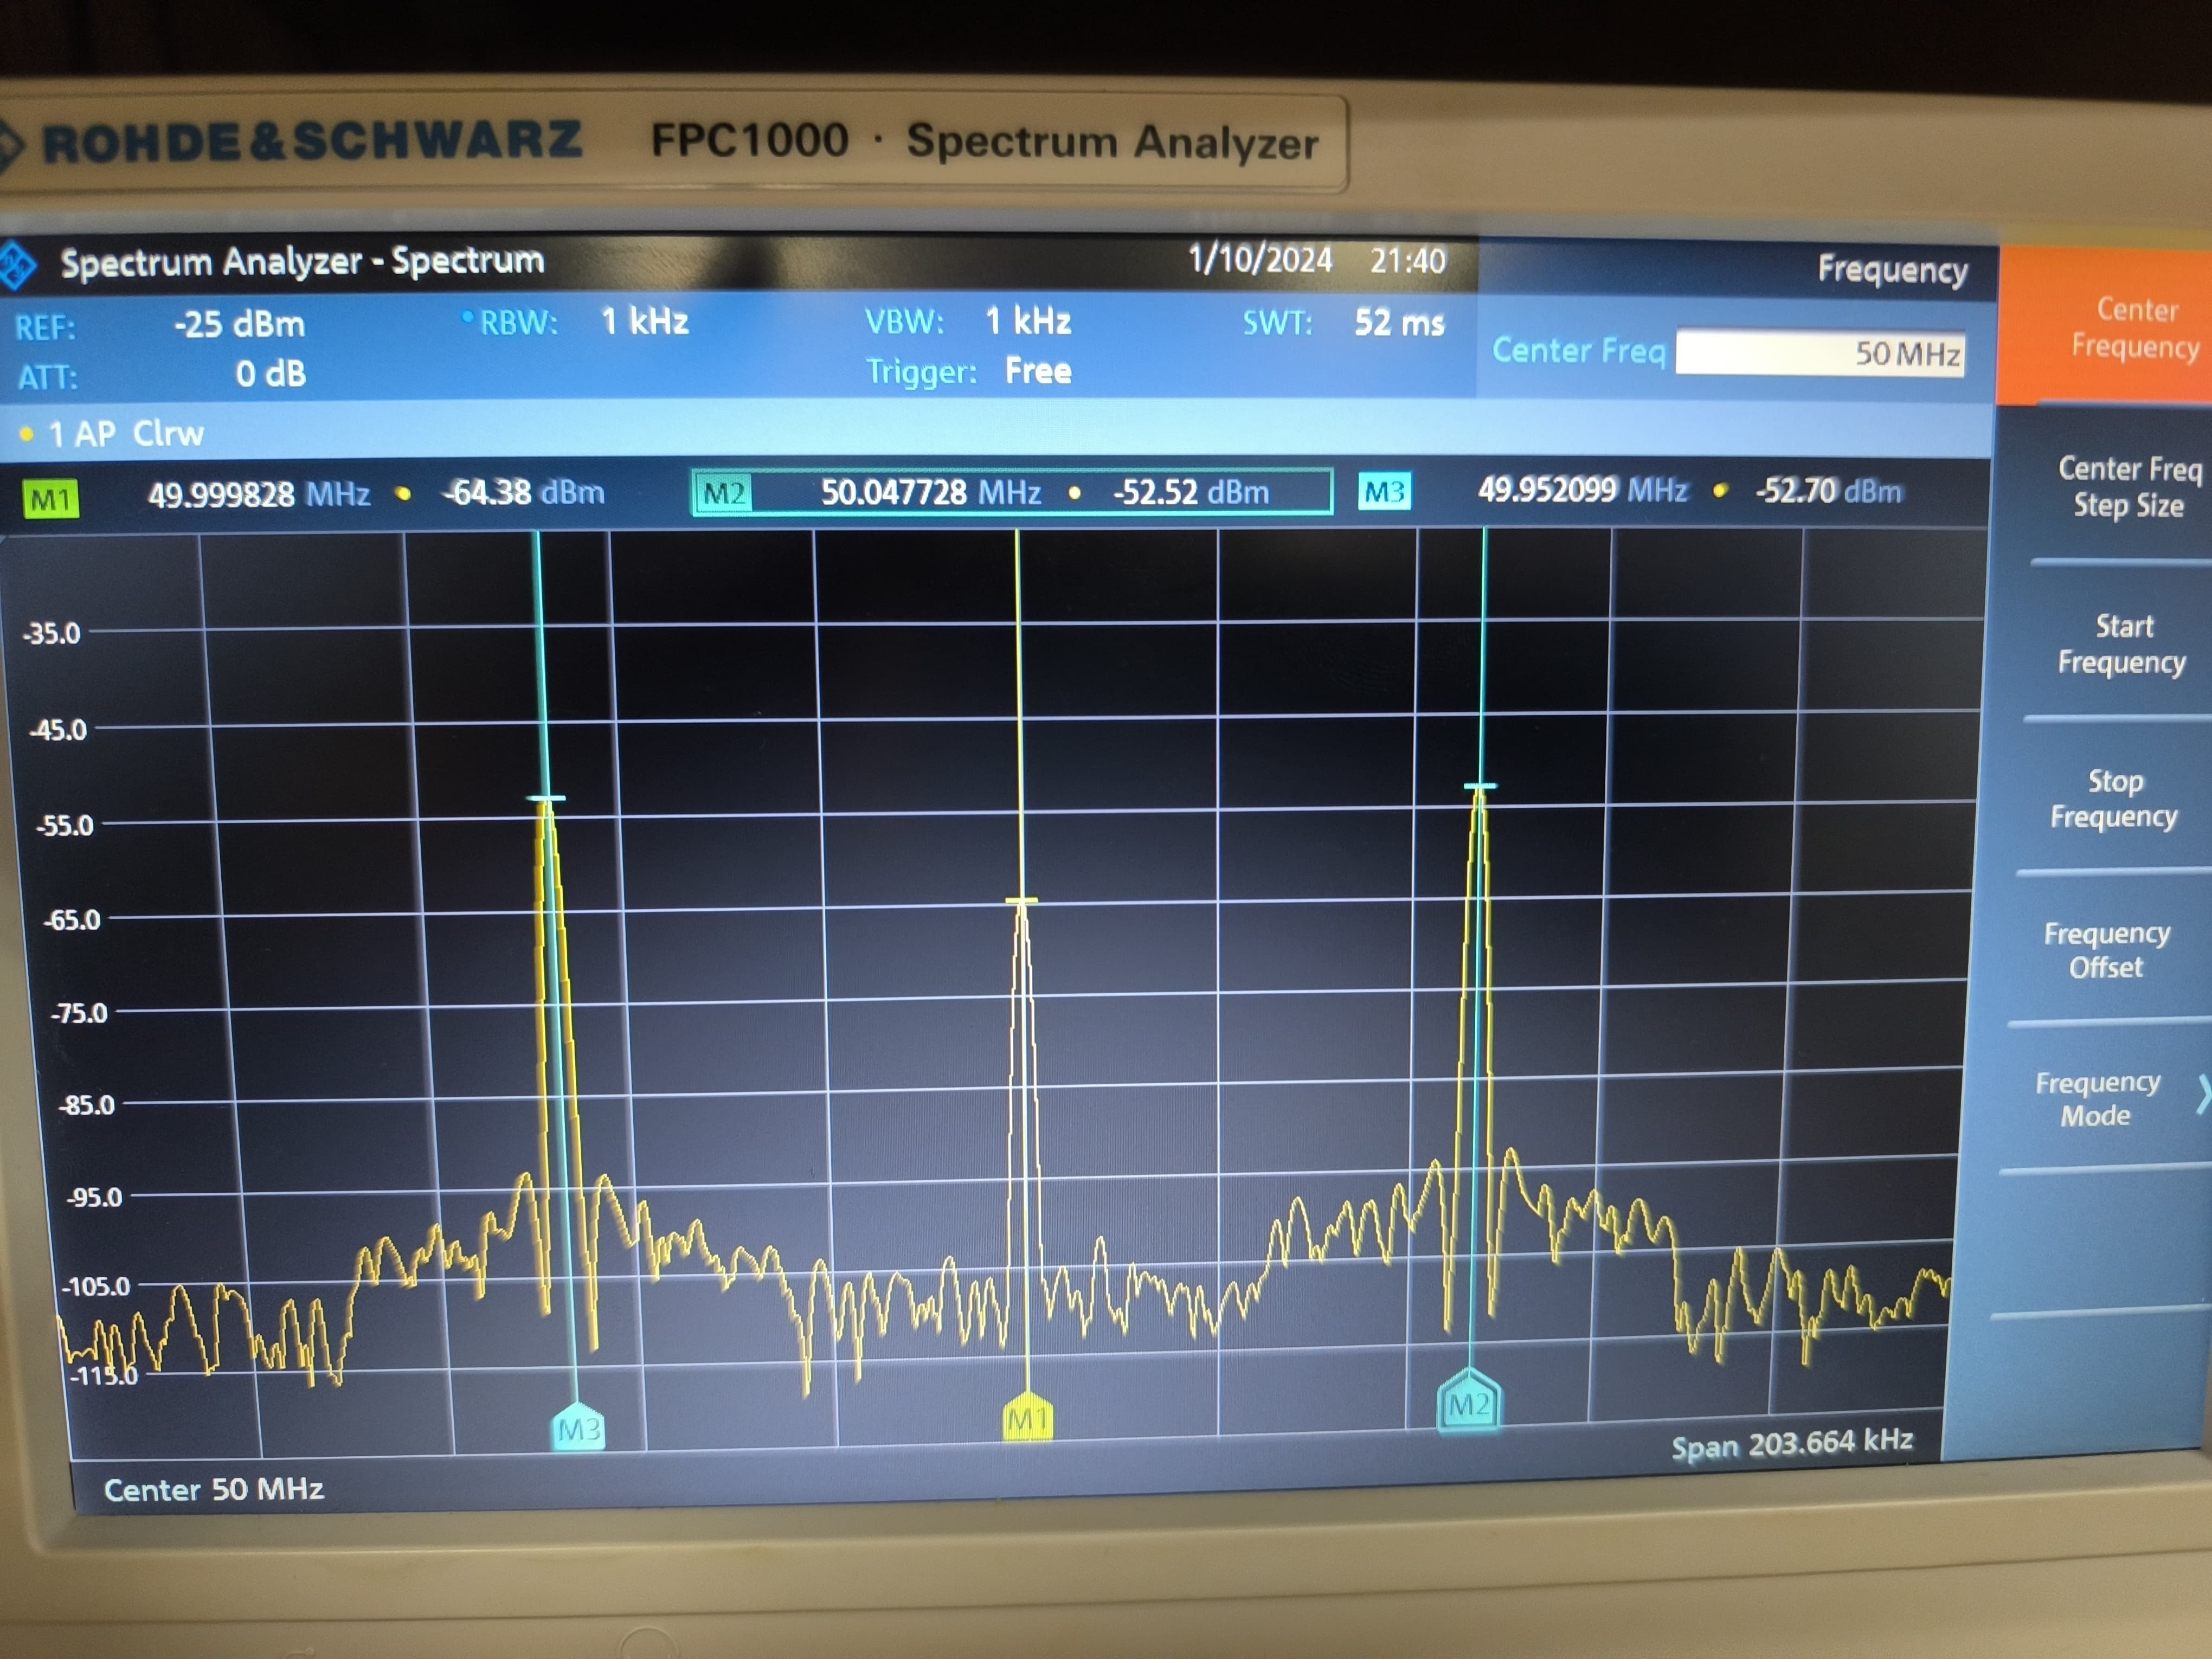 ROHDE&SCHWARZ FPC1000 · Spectrum Analyzer
Spectrum Analyzer - Spectrum 1/10/2024 21:40 Frequency
REF: -25 dBm RBW: 1 kHz VBW: 1 kHz SWT: 52 ms
ATT: 0 dB Trigger: Free
Center Freq 50 MHz
1 AP Clrw
M1 49.999828 MHz • -64.38 dBm M2 50.047728 MHz • -52.52 dBm M3 49.952099 MHz • -52.70 dBm
-35.0
-45.0
-55.0
-65.0
-75.0
-85.0
-95.0
-105.0
-115.0
M3 M1 M2
Center 50 MHz Span 203.664 kHz
Center
Frequency
Center Freq
Step Size
Start
Frequency
Stop
Frequency
Frequency
Offset
Frequency
Mode